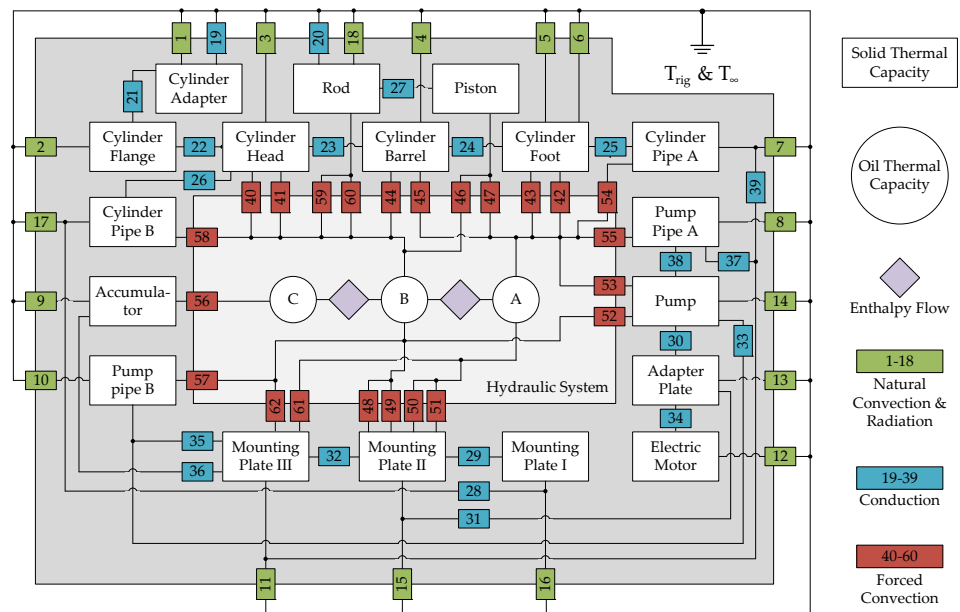 1
19
3
20
18
4
5
6
T_rig & T_∞
Solid Thermal
Capacity
Cylinder
Adapter
Rod
27
Piston
21
2
Cylinder
Flange
22
Cylinder
Head
23
Cylinder
Barrel
24
Cylinder
Foot
25
Cylinder
Pipe A
7
Oil Thermal
Capacity
26
39
40
41
59
60
44
45
46
47
43
42
54
17
Cylinder
Pipe B
58
55
Pump
Pipe A
8
38
37
Enthalpy Flow
9
Accumula-
tor
56
C
B
A
53
52
Pump
14
33
30
1-18
Natural
Convection &
Radiation
10
Pump
pipe B
57
Hydraulic System
Adapter
Plate
13
62
61
48
49
50
51
34
35
36
Mounting
Plate III
32
Mounting
Plate II
29
Mounting
Plate I
Electric
Motor
12
28
31
19-39
Conduction
11
15
16
40-60
Forced
Convection